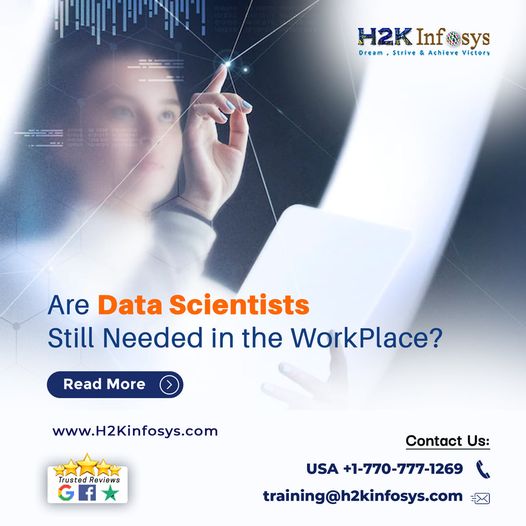 H2K Infosys
Dream , Strive & Achieve Victory
Are Data Scientists
Still Needed in the WorkPlace?
Read More
www.H2Kinfosys.com
Trusted Reviews
Contact Us:
USA +1-770-777-1269
training@h2kinfosys.com